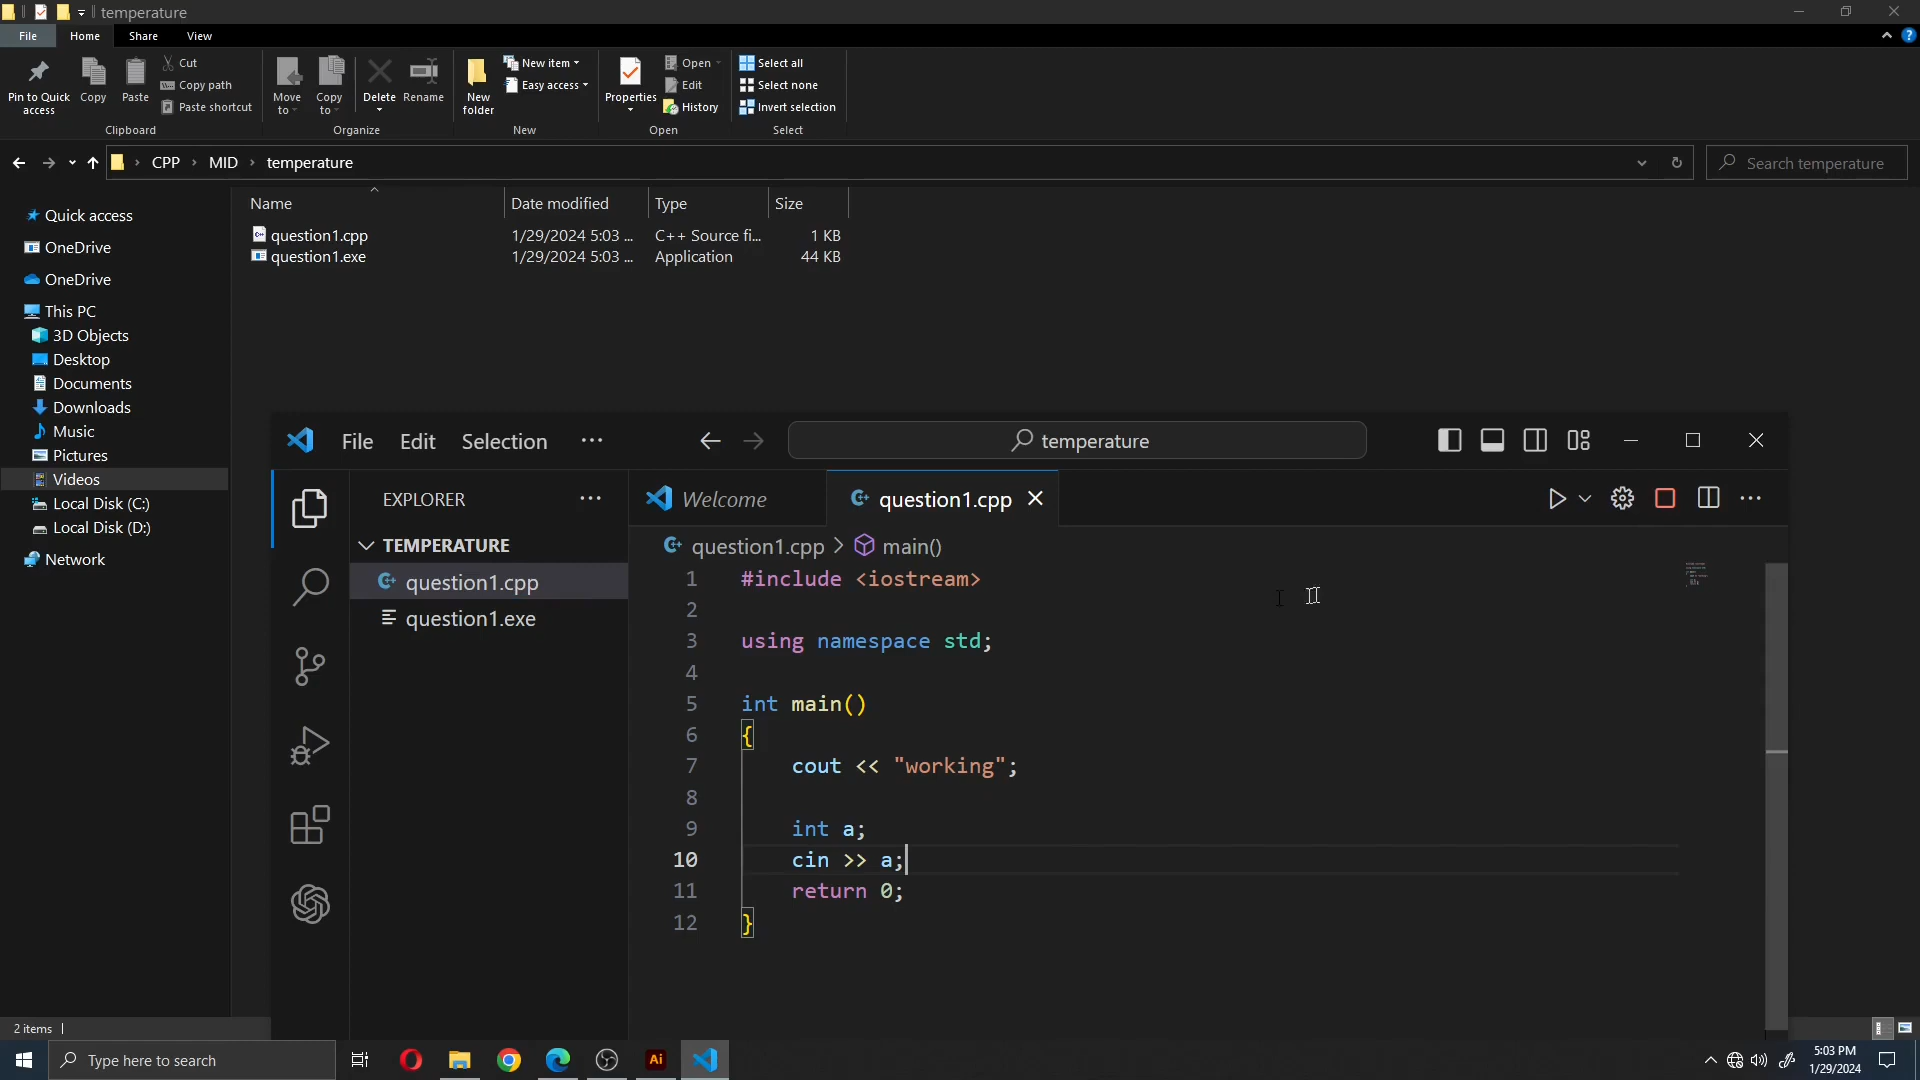 temperature
File Home Share View
Pin to Quick access
Copy
Paste
Cut
Copy path
Paste shortcut
Clipboard
Move to
Copy to
Delete
Rename
Organize
New folder
New item
Easy access
New
Properties
Open
Edit
History
Open
Select all
Select none
Invert selection
Select
CPP > MID > temperature
Search temperature
Name Date modified Type Size
question1.cpp 1/29/2024 5:03 ... C++ Source fi... 1 KB
question1.exe 1/29/2024 5:03 ... Application 44 KB
Quick access
OneDrive
OneDrive
This PC
3D Objects
Desktop
Documents
Downloads
Music
Pictures
Videos
Local Disk (C:)
Local Disk (D:)
Network
2 items
File Edit Selection ...
temperature
EXPLORER ...
TEMPERATURE
question1.cpp
question1.exe
Welcome question1.cpp
question1.cpp > main()
1 #include <iostream>
2
3 using namespace std;
4
5 int main()
6 {
7 cout << "working";
8
9 int a;
10 cin >> a;
11 return 0;
12 }
Type here to search
Ai
5:03 PM
1/29/2024